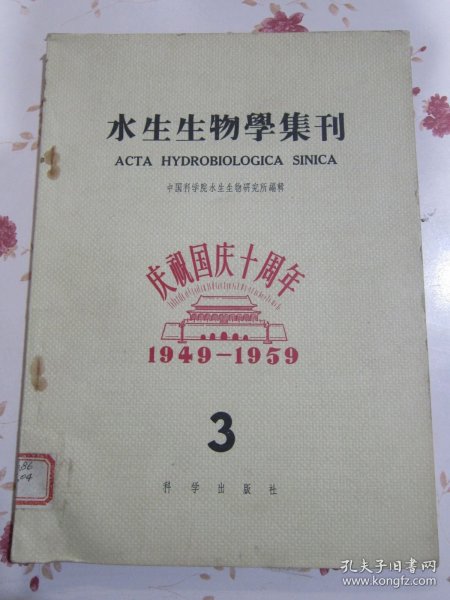 水生生物學集刊
ACTA HYDROBIOLOGICA SINICA
中国科学院水生生物研究所編輯
庆祝国庆十周年
1949-1959
3
科学出版社
孔夫子旧书网
www.kongfz.com